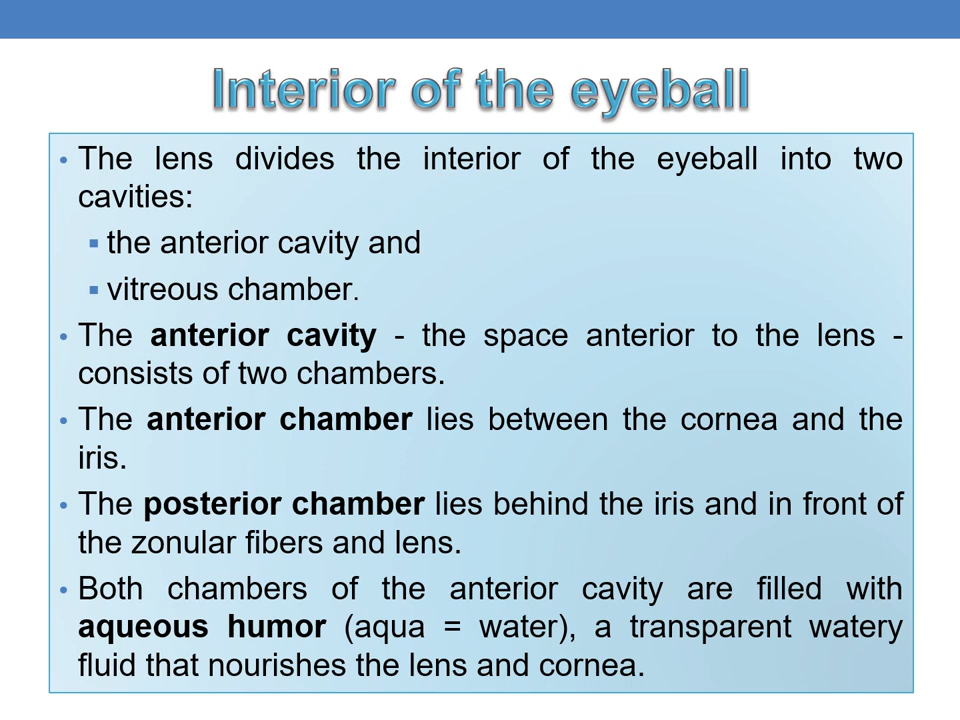 Interior of the eyeball
• The lens divides the interior of the eyeball into two
cavities:
▪ the anterior cavity and
▪ vitreous chamber.
• The anterior cavity - the space anterior to the lens -
consists of two chambers.
• The anterior chamber lies between the cornea and the
iris.
• The posterior chamber lies behind the iris and in front of
the zonular fibers and lens.
• Both chambers of the anterior cavity are filled with
aqueous humor (aqua = water), a transparent watery
fluid that nourishes the lens and cornea.